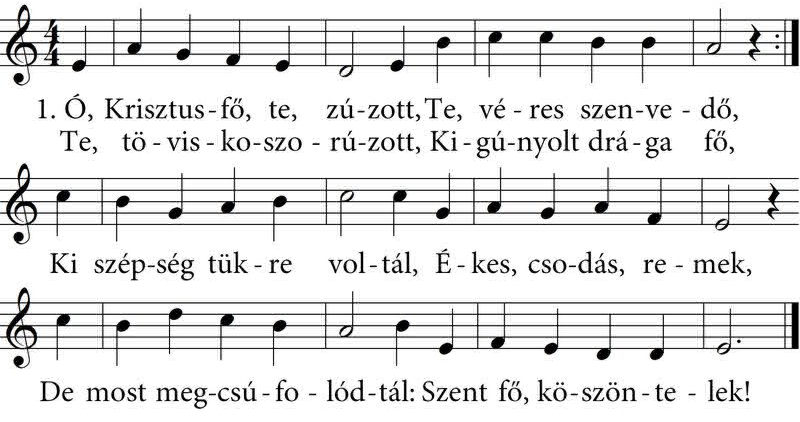 1. Ó, Krisztus-fő, te, zú-zott, Te, vé-res szen-ve-dő,
Te, tö-vis-ko-szo-rú-zott, Ki-gú-nyolt drá-ga fő,
Ki szép-ség tük-re vol-tál, É-kes, cso-dás, re-mek,
De most meg-csú-fo-lód-tál: Szent fő, kö-szön-te-lek!